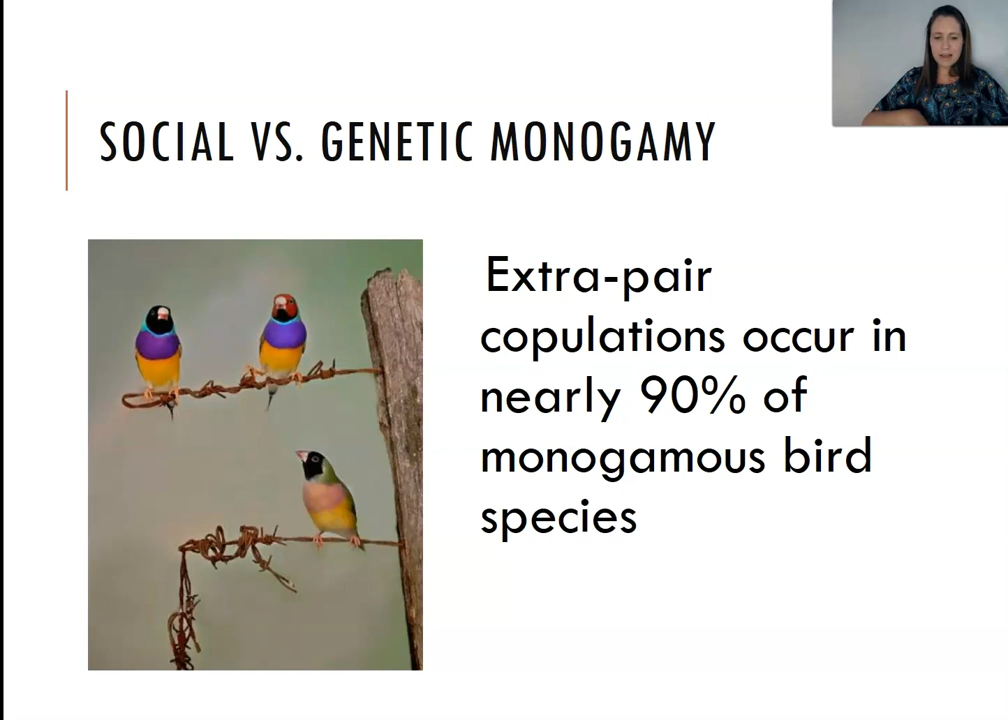 SOCIAL VS. GENETIC MONOGAMY
Extra-pair
copulations occur in
nearly 90% of
monogamous bird
species